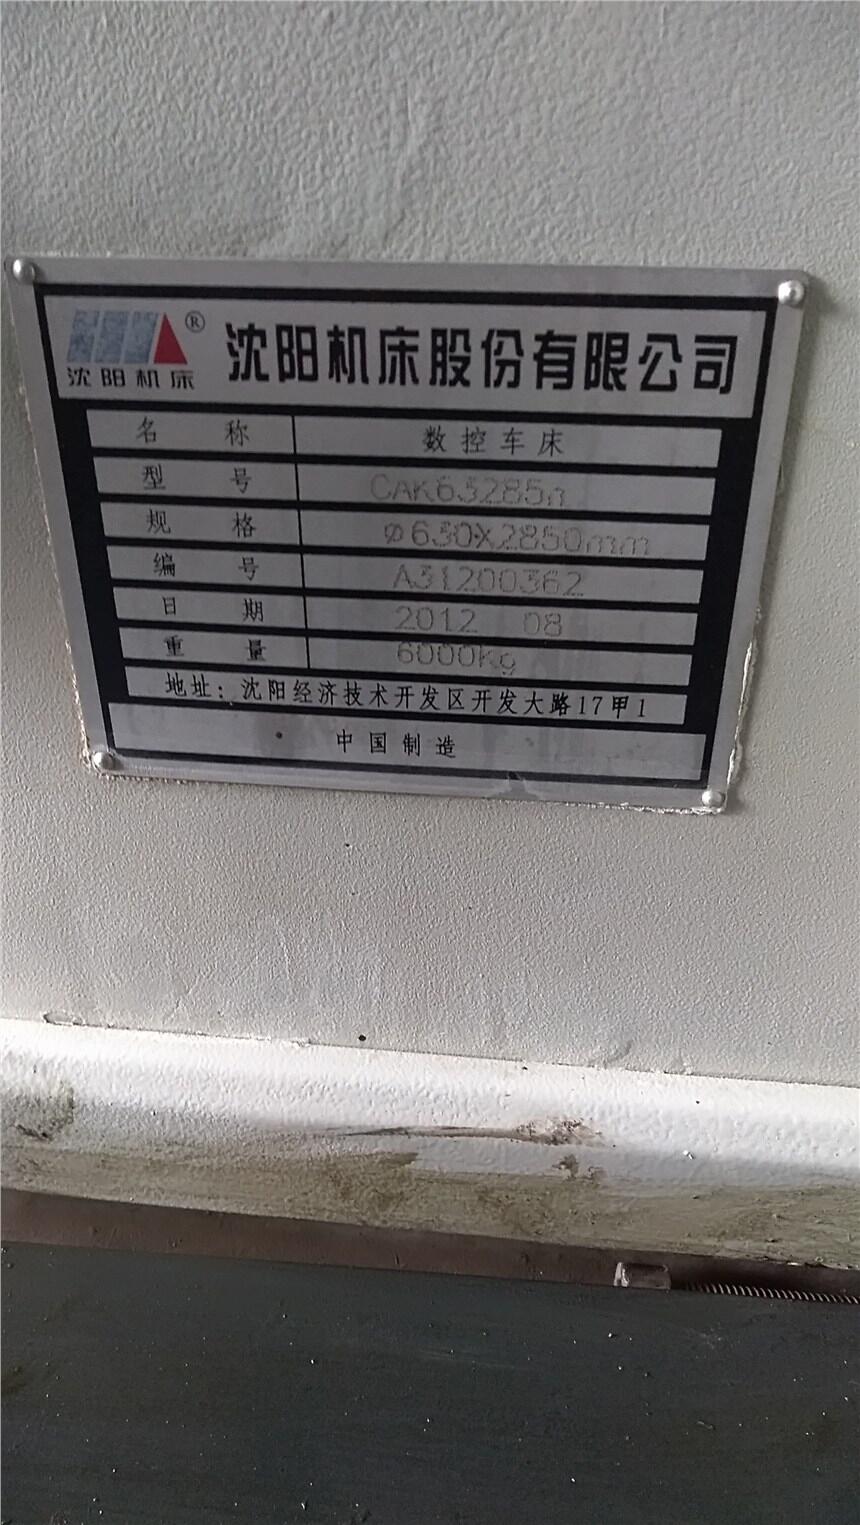 沈阳机床® 沈阳机床股份有限公司
名称 数控车床
型号 CAK63285n
规格 Φ630X2850mm
编号 A31200362
日期 2012 08
重量 6000Kg
地址：沈阳经济技术开发区开发大路17甲1
中国制造